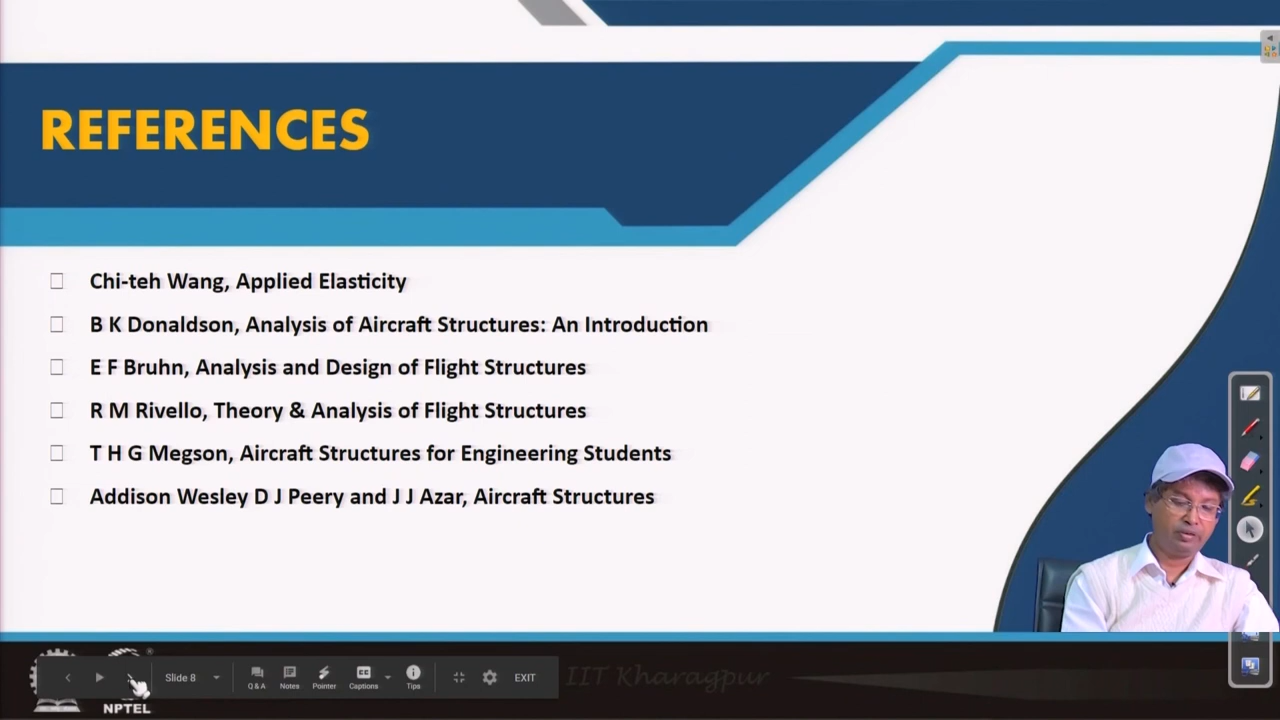 REFERENCES
Chi-teh Wang, Applied Elasticity
B K Donaldson, Analysis of Aircraft Structures: An Introduction
E F Bruhn, Analysis and Design of Flight Structures
R M Rivello, Theory & Analysis of Flight Structures
T H G Megson, Aircraft Structures for Engineering Students
Addison Wesley D J Peery and J J Azar, Aircraft Structures
Slide 8
Q & A
Notes
Pointer
CC
Captions
Tips
EXIT
IIT Kharagpur
NPTEL